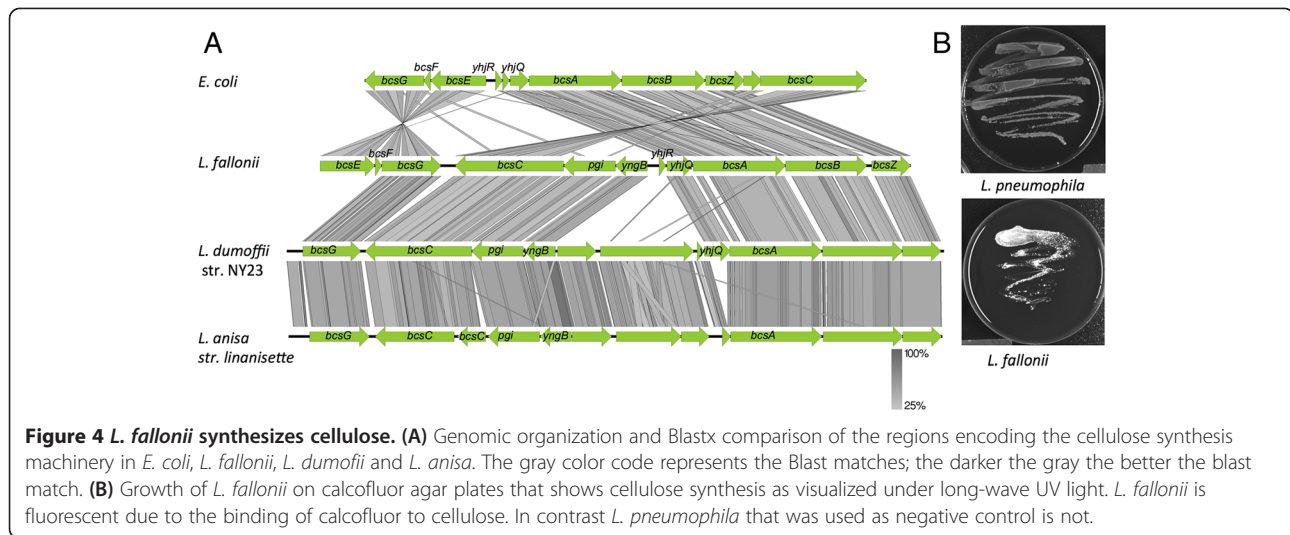 A
B
bcsF yhjR
E. coli bcsG bcsE yhjQ bcsA bcsB bcsZ bcsC
bcsF yhjR
L. fallonii bcsE bcsG bcsC pgi yngB yhjQ bcsA bcsB bcsZ
L. pneumophila
L. dumoffii bcsG bcsC pgi yngB yhjQ bcsA
str. NY23
L. anisa bcsG bcsC bcsC pgi yngB bcsA
str. linanisette
100%
25%
L. fallonii
Figure 4 L. fallonii synthesizes cellulose. (A) Genomic organization and Blastx comparison of the regions encoding the cellulose synthesis
machinery in E. coli, L. fallonii, L. dumofii and L. anisa. The gray color code represents the Blast matches; the darker the gray the better the blast
match. (B) Growth of L. fallonii on calcofluor agar plates that shows cellulose synthesis as visualized under long-wave UV light. L. fallonii is
fluorescent due to the binding of calcofluor to cellulose. In contrast L. pneumophila that was used as negative control is not.